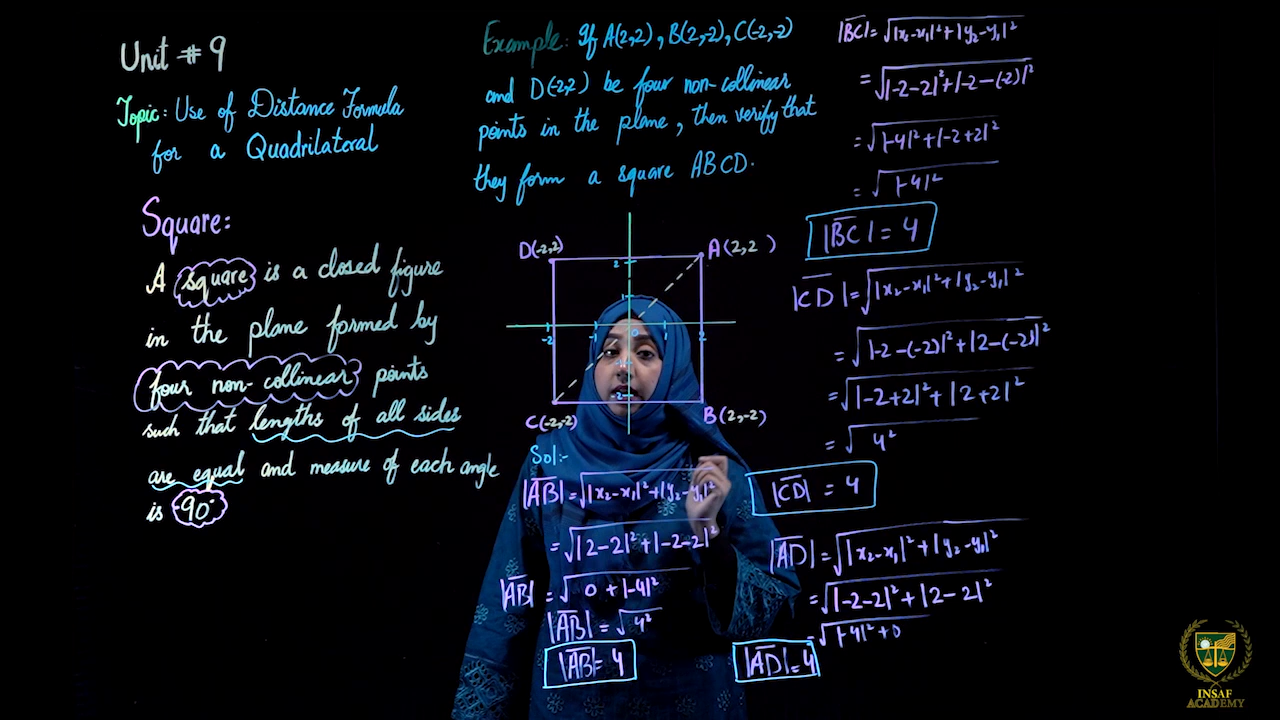 Unit # 9
Topic: Use of Distance Formula
for a Quadrilateral
Square:
A square is a closed figure
in the plane formed by
four non-collinear points
such that lengths of all sides
are equal and measure of each angle
is 90°
Example: If A(2,2), B(2,-2), C(-2,-2)
and D(-2,2) be four non-collinear
points in the plane, then verify that
they form a square ABCD.
D(-2,2)
A(2,2)
2
-2
-1
0
2
-2
C(-2,-2)
B(2,-2)
Sol:-
|AB| = √|x₂-x₁|²+|y₂-y₁|²
= √|2-2|²+|-2-2|²
|AB| = √0+|-4|²
|AB| = √4²
|AB| = 4
|BC| = √|x₂-x₁|²+|y₂-y₁|²
= √|-2-2|²+|-2-(-2)|²
= √|-4|²+|-2+2|²
= √|-4|²
|BC| = 4
|CD| = √|x₂-x₁|²+|y₂-y₁|²
= √|-2-(-2)|²+|2-(-2)|²
= √|-2+2|²+|2+2|²
= √4²
|CD| = 4
|AD| = √|x₂-x₁|²+|y₂-y₁|²
= √|-2-2|²+|2-2|²
= √|-4|²+0
|AD| = 4
INSAF
ACADEMY